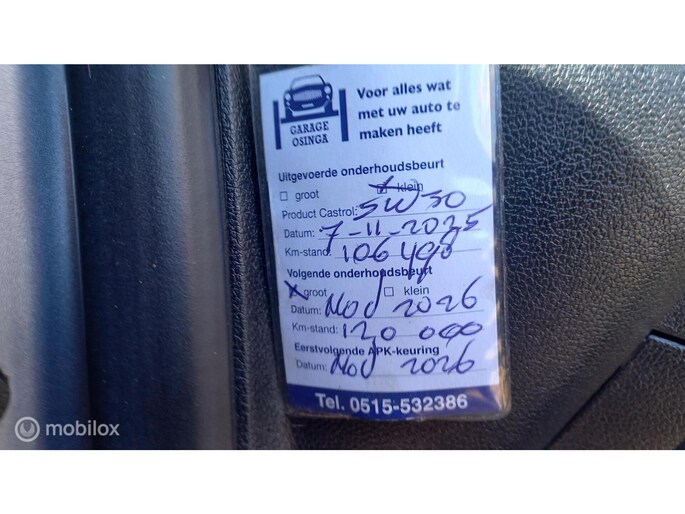 Voor alles wat
met uw auto te
maken heeft
GARAGE
OSINGA
Uitgevoerde onderhoudsbeurt
groot klein
Product Castrol: 5W30
Datum: 7-11-2025
Km-stand: 106498
Volgende onderhoudsbeurt
groot klein
Datum: Nov 2026
Km-stand: 120 000
Eerstvolgende APK-keuring
Datum: Nov 2026
Tel. 0515-532386
mobilox